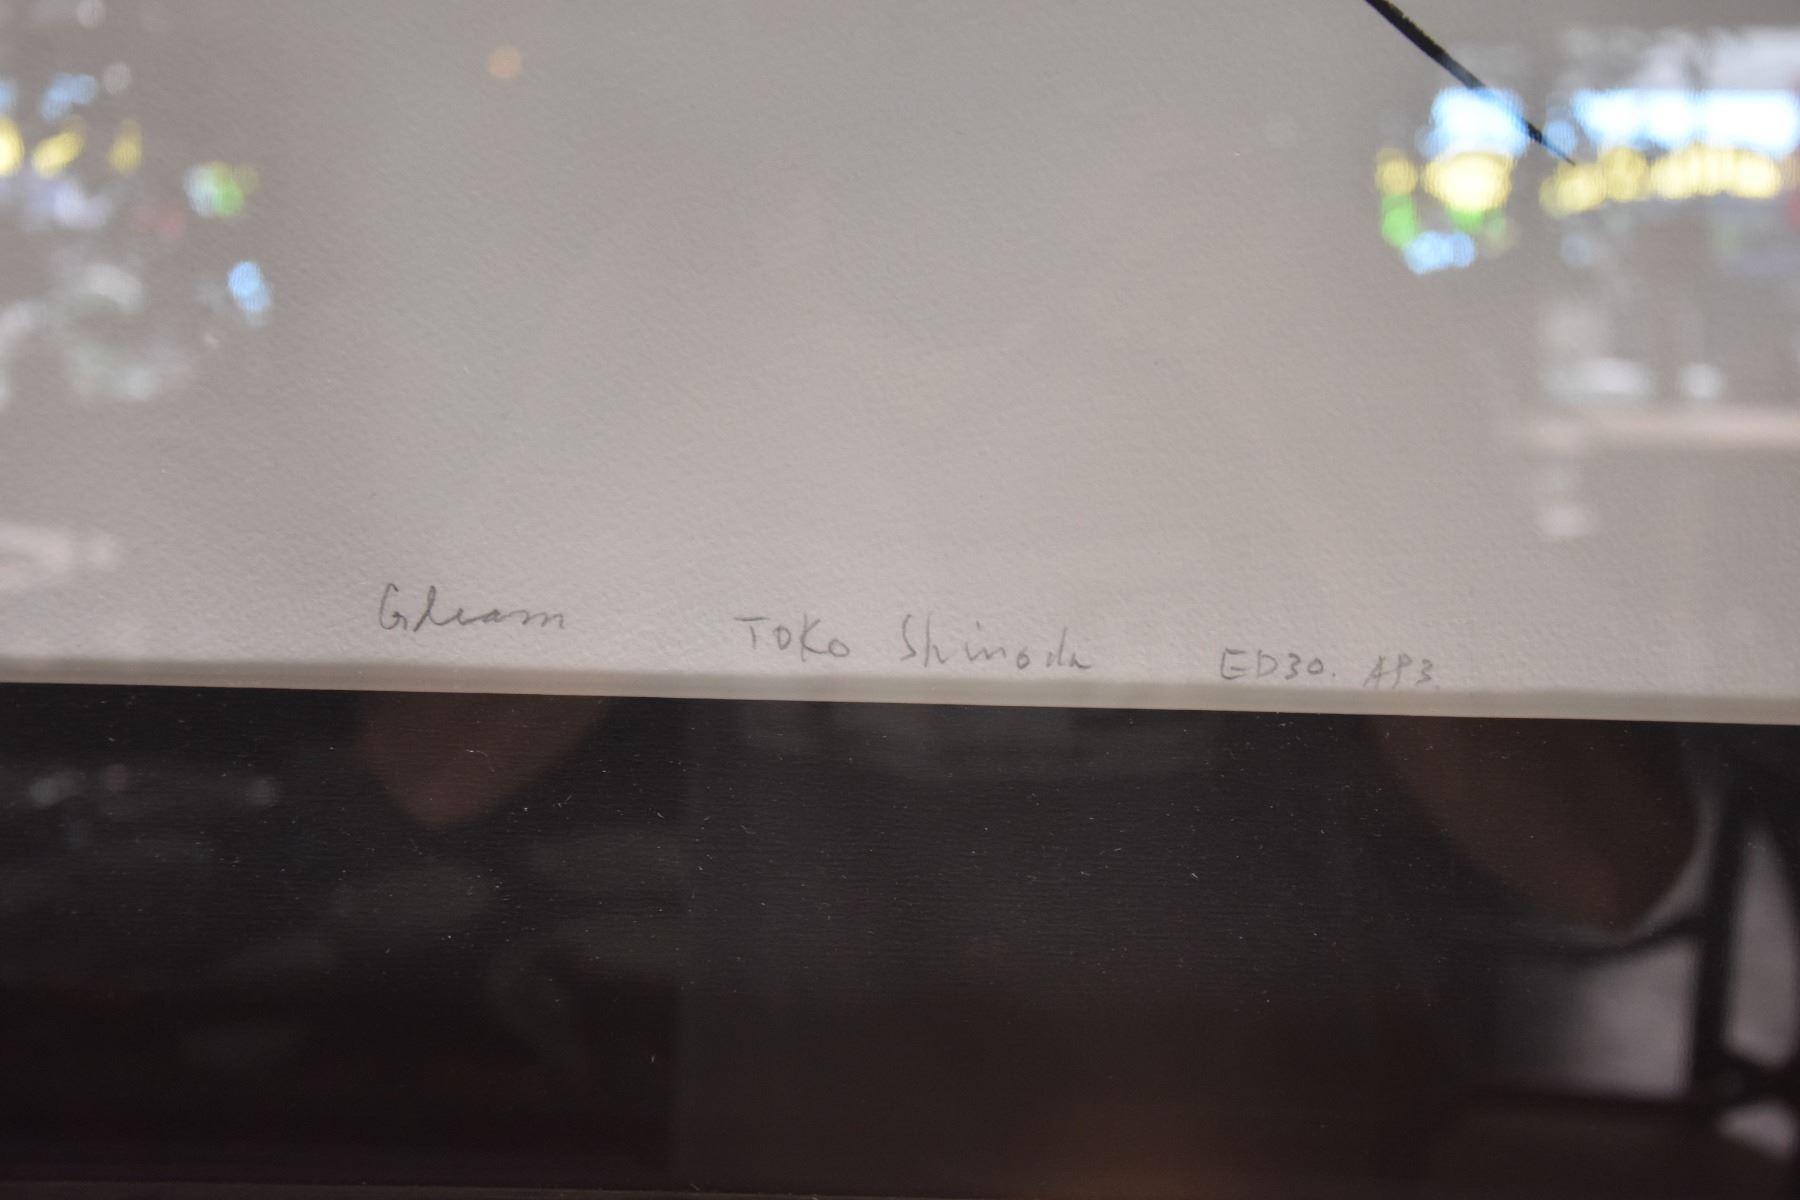 Gleam Toko Shinoda ED30. AP3.